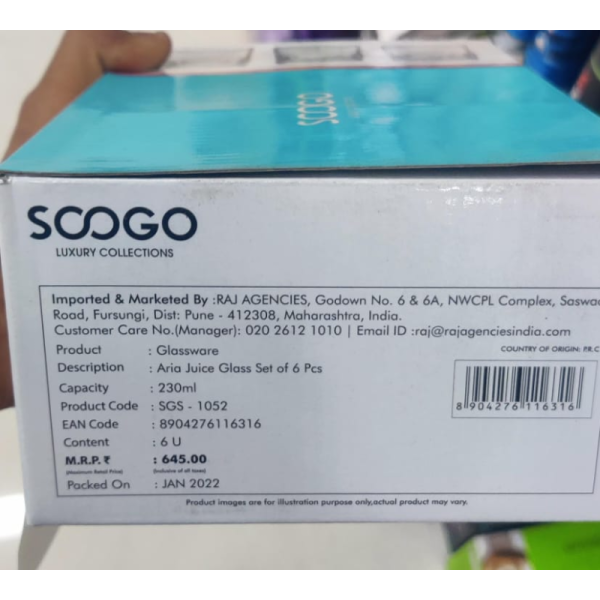 SOOGO
SOOGO
LUXURY COLLECTIONS
Imported & Marketed By :RAJ AGENCIES, Godown No. 6 & 6A, NWCPL Complex, Saswad
Road, Fursungi, Dist: Pune - 412308, Maharashtra, India.
Customer Care No.(Manager): 020 2612 1010 | Email ID :raj@rajagenciesindia.com
COUNTRY OF ORIGIN: P.R.C
Product : Glassware
Description : Aria Juice Glass Set of 6 Pcs
Capacity : 230ml
Product Code : SGS - 1052
EAN Code : 8904276116316
Content : 6 U
M.R.P. ₹ : 645.00
(Maximum Retail Price) (Inclusive of all taxes)
Packed On : JAN 2022
8 904276 116316
Product images are for illustration purpose only,actual product may vary.